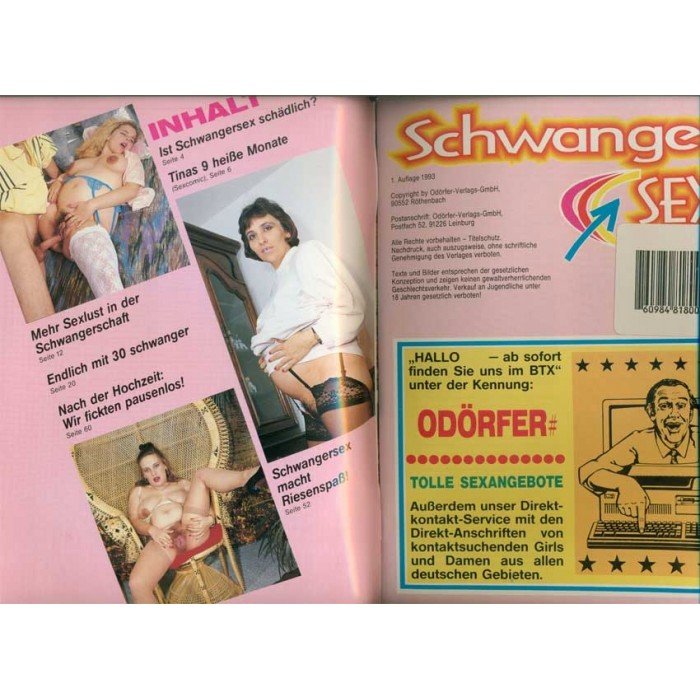 INHALT
Ist Schwangersex schädlich?
Seite 4
Tinas 9 heiße Monate
(Sexcomic), Seite 6
Mehr Sexlust in der
Schwangerschaft
Seite 12
Endlich mit 30 schwanger
Seite 20
Nach der Hochzeit:
Wir fickten pausenlos!
Seite 60
Schwangersex
macht
Riesenspaß!
Seite 52
Schwange
SEX
1. Auflage 1993
Copyright by Odörfer-Verlags-GmbH,
90552 Röthenbach
Postanschrift: Odörfer-Verlags-GmbH,
Postfach 52, 91226 Leinburg
Alle Rechte vorbehalten – Titelschutz.
Nachdruck, auch auszugsweise, ohne schriftliche
Genehmigung des Verlages verboten.
Texte und Bilder entsprechen der gesetzlichen
Konzeption und zeigen keinen gewaltverherrlichenden
Geschlechtsverkehr. Verkauf an Jugendliche unter
18 Jahren gesetzlich verboten!
60984 81800
„HALLO – ab sofort
finden Sie uns im BTX“
unter der Kennung:
ODÖRFER#
TOLLE SEXANGEBOTE
Außerdem unser Direkt-
kontakt-Service mit den
Direkt-Anschriften von
kontaktsuchenden Girls
und Damen aus allen
deutschen Gebieten.